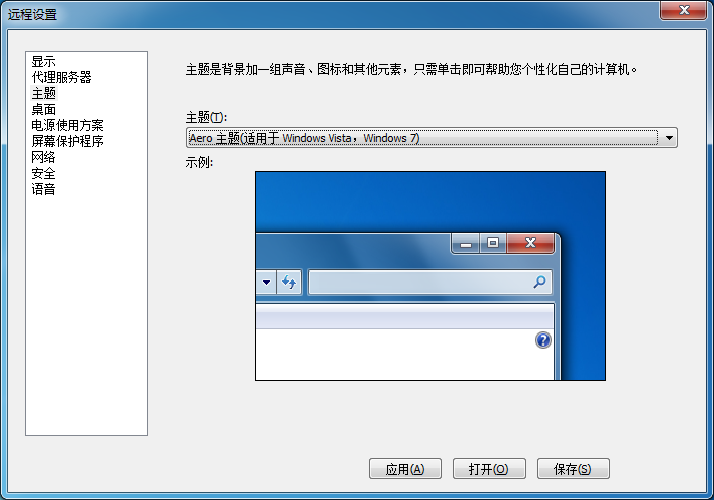 远程设置
显示
代理服务器
主题
桌面
电源使用方案
屏幕保护程序
网络
安全
语音
主题是背景加一组声音、图标和其他元素，只需单击即可帮助您个性化自己的计算机。
主题(T):
Aero 主题(适用于 Windows Vista，Windows 7)
示例:
?
应用(A)
打开(O)
保存(S)